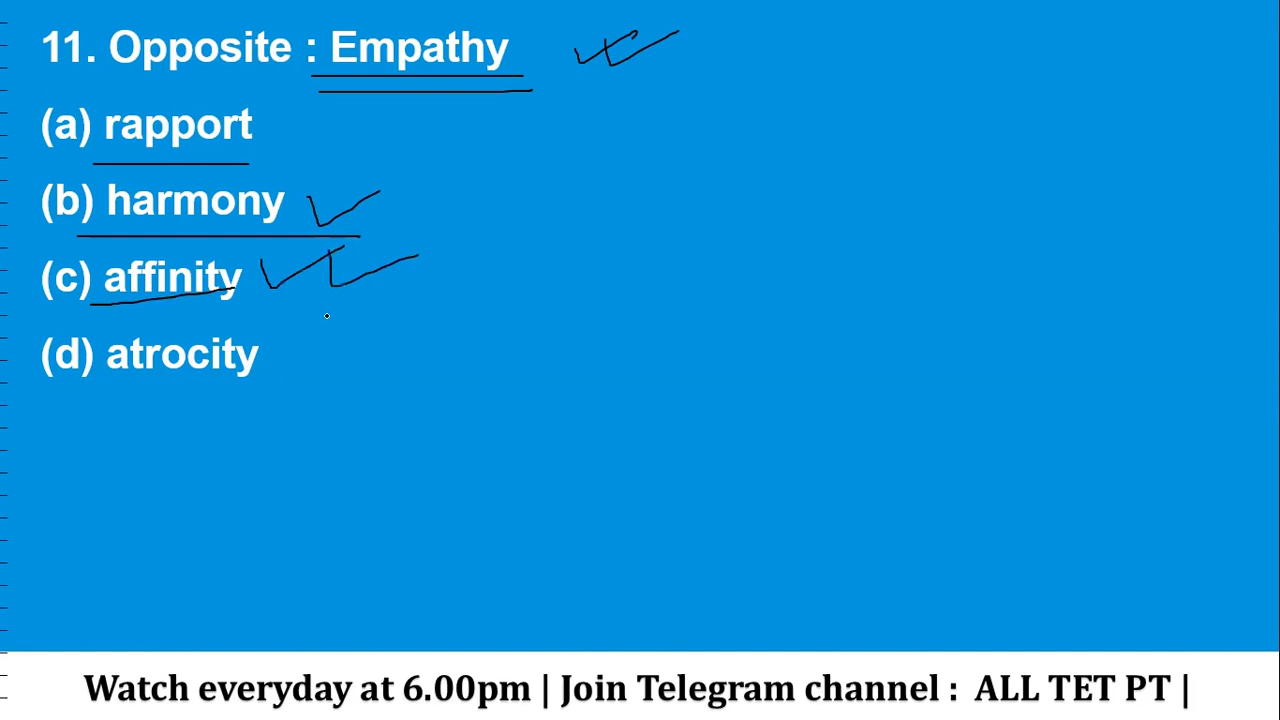 11. Opposite : Empathy
(a) rapport
(b) harmony
(c) affinity
(d) atrocity
Watch everyday at 6.00pm | Join Telegram channel : ALL TET PT |